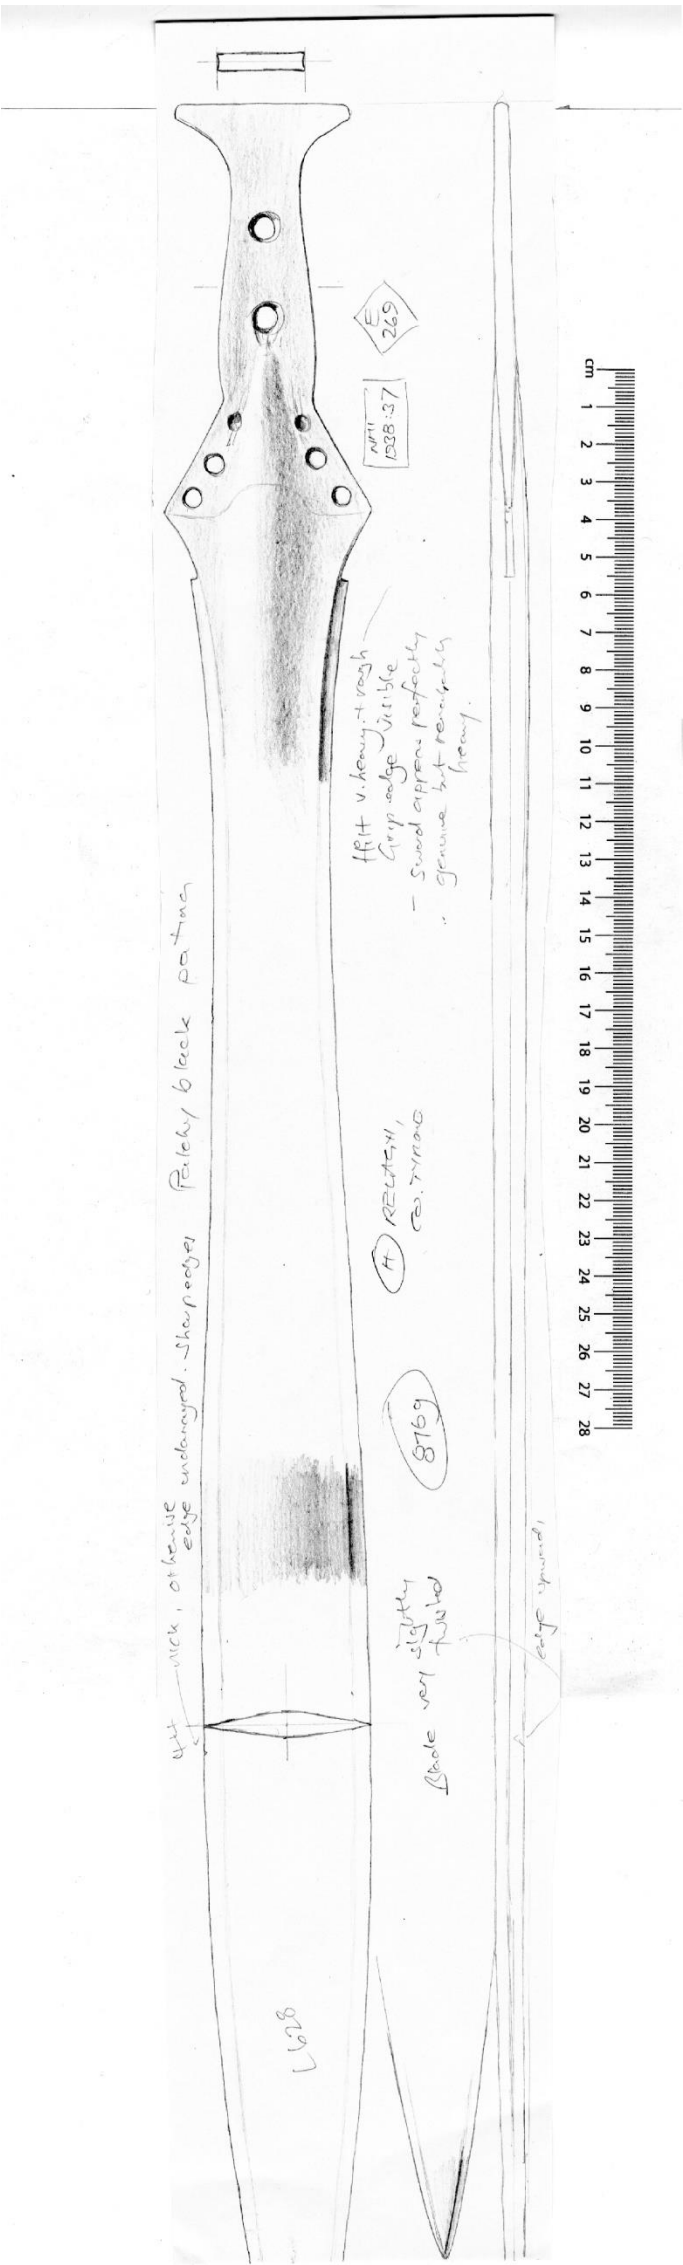 E
269
NMI
1938:37
cm
1
2
3
4
5
6
7
8
9
10
11
12
13
14
15
16
17
18
19
20
21
22
23
24
25
26
27
28
Hilt v. heavy + rough
Grip edge visible
- Sword appears perfectly
genuine but remarkably
heavy.
Patchy black patina
A RELAGH,
CO. TYRONE
876g
nick, otherwise
edge undamaged. Sharp edges
Blade very slightly
twisted
edge upward,
L628